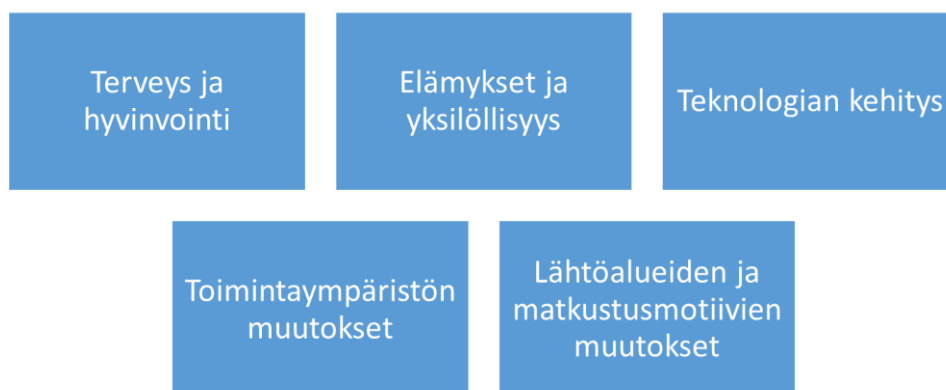 Terveys ja
hyvinvointi
Elämykset ja
yksilöllisyys
Teknologian kehitys
Toimintaympäristön
muutokset
Lähtöalueiden ja
matkustusmotiivien
muutokset